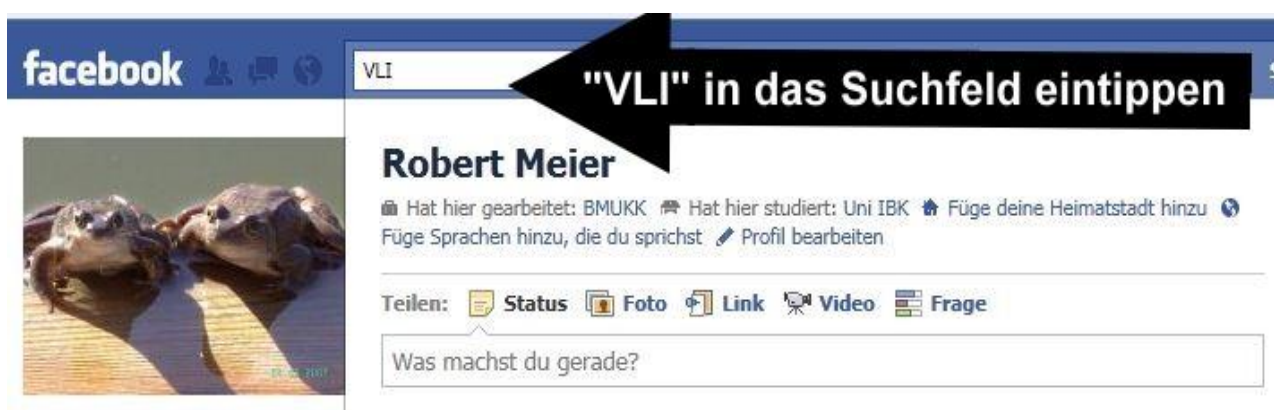 facebook VLI "VLI" in das Suchfeld eintippen
Robert Meier
Hat hier gearbeitet: BMUKK Hat hier studiert: Uni IBK Füge deine Heimatstadt hinzu
Füge Sprachen hinzu, die du sprichst Profil bearbeiten
Teilen: Status Foto Link Video Frage
Was machst du gerade?